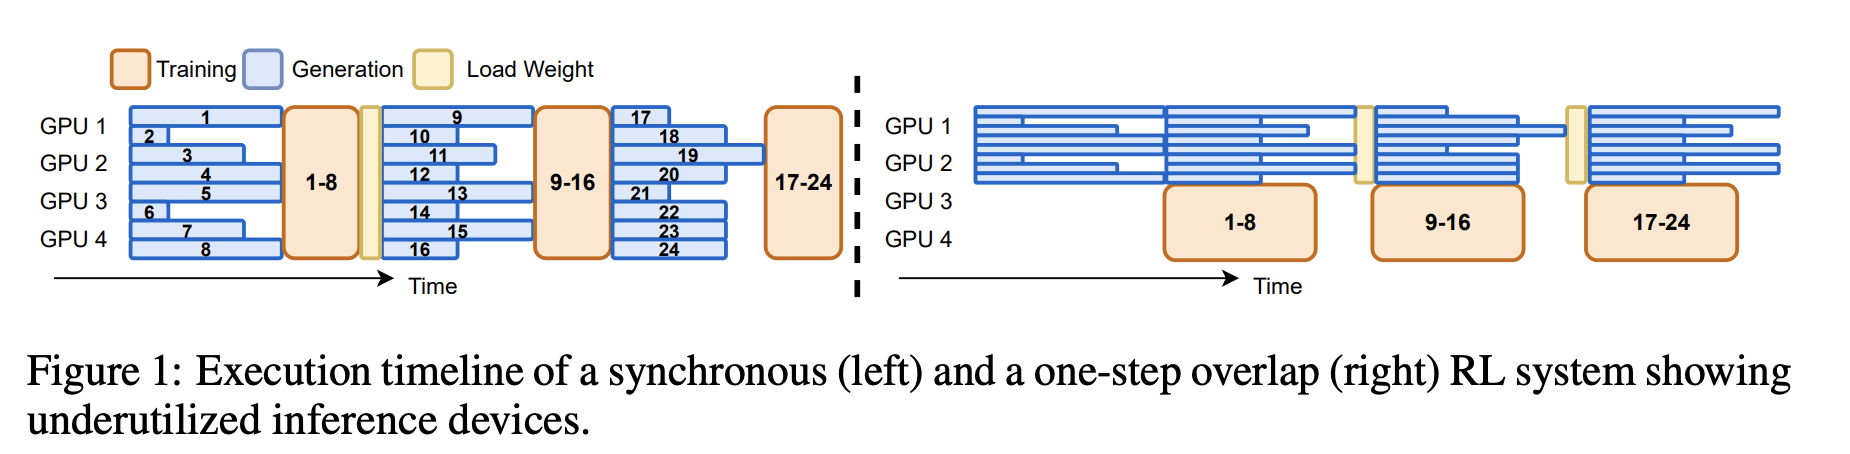 Training Generation Load Weight
GPU 1
GPU 2
GPU 3
GPU 4
1
2
3
4
5
6
7
8
1-8
9
10
11
12
13
14
15
16
9-16
17
18
19
20
21
22
23
24
17-24
Time
GPU 1
GPU 2
GPU 3
GPU 4
1-8
9-16
17-24
Time
Figure 1: Execution timeline of a synchronous (left) and a one-step overlap (right) RL system showing
underutilized inference devices.